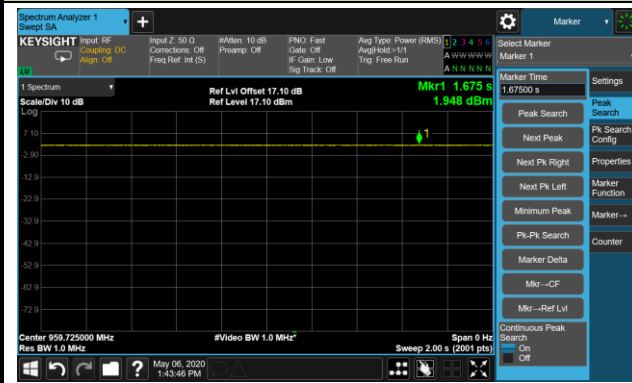 Spectrum Analyzer 1
Swept SA
Marker
KEYSIGHT
Input: RF
Coupling: DC
Align: Off
Input Z: 50 Ω
Corrections: Off
Freq Ref: Int (S)
#Atten: 10 dB
Preamp: Off
PNO: Fast
Gate: Off
IF Gain: Low
Sig Track: Off
Avg Type: Power (RMS)
Avg|Hold:>1/1
Trig: Free Run
1 2 3 4 5 6
A W W W W W
A N N N N N
Select Marker
Marker 1
LW
1 Spectrum
Scale/Div 10 dB
Log
Ref Lvl Offset 17.10 dB
Ref Level 17.10 dBm
Mkr1 1.675 s
1.948 dBm
1
7.10
-2.90
-12.9
-22.9
-32.9
-42.9
-52.9
-62.9
-72.9
Center 959.725000 MHz
Res BW 1.0 MHz
#Video BW 1.0 MHz*
Span 0 Hz
Sweep 2.00 s (2001 pts)
Marker Time
1.67500 s
Peak Search
Next Peak
Next Pk Right
Next Pk Left
Minimum Peak
Pk-Pk Search
Marker Delta
Mkr→CF
Mkr→Ref Lvl
Continuous Peak
Search
On
Off
Settings
Peak
Search
Pk Search
Config
Properties
Marker
Function
Marker→
Counter
May 06, 2020
1:43:46 PM